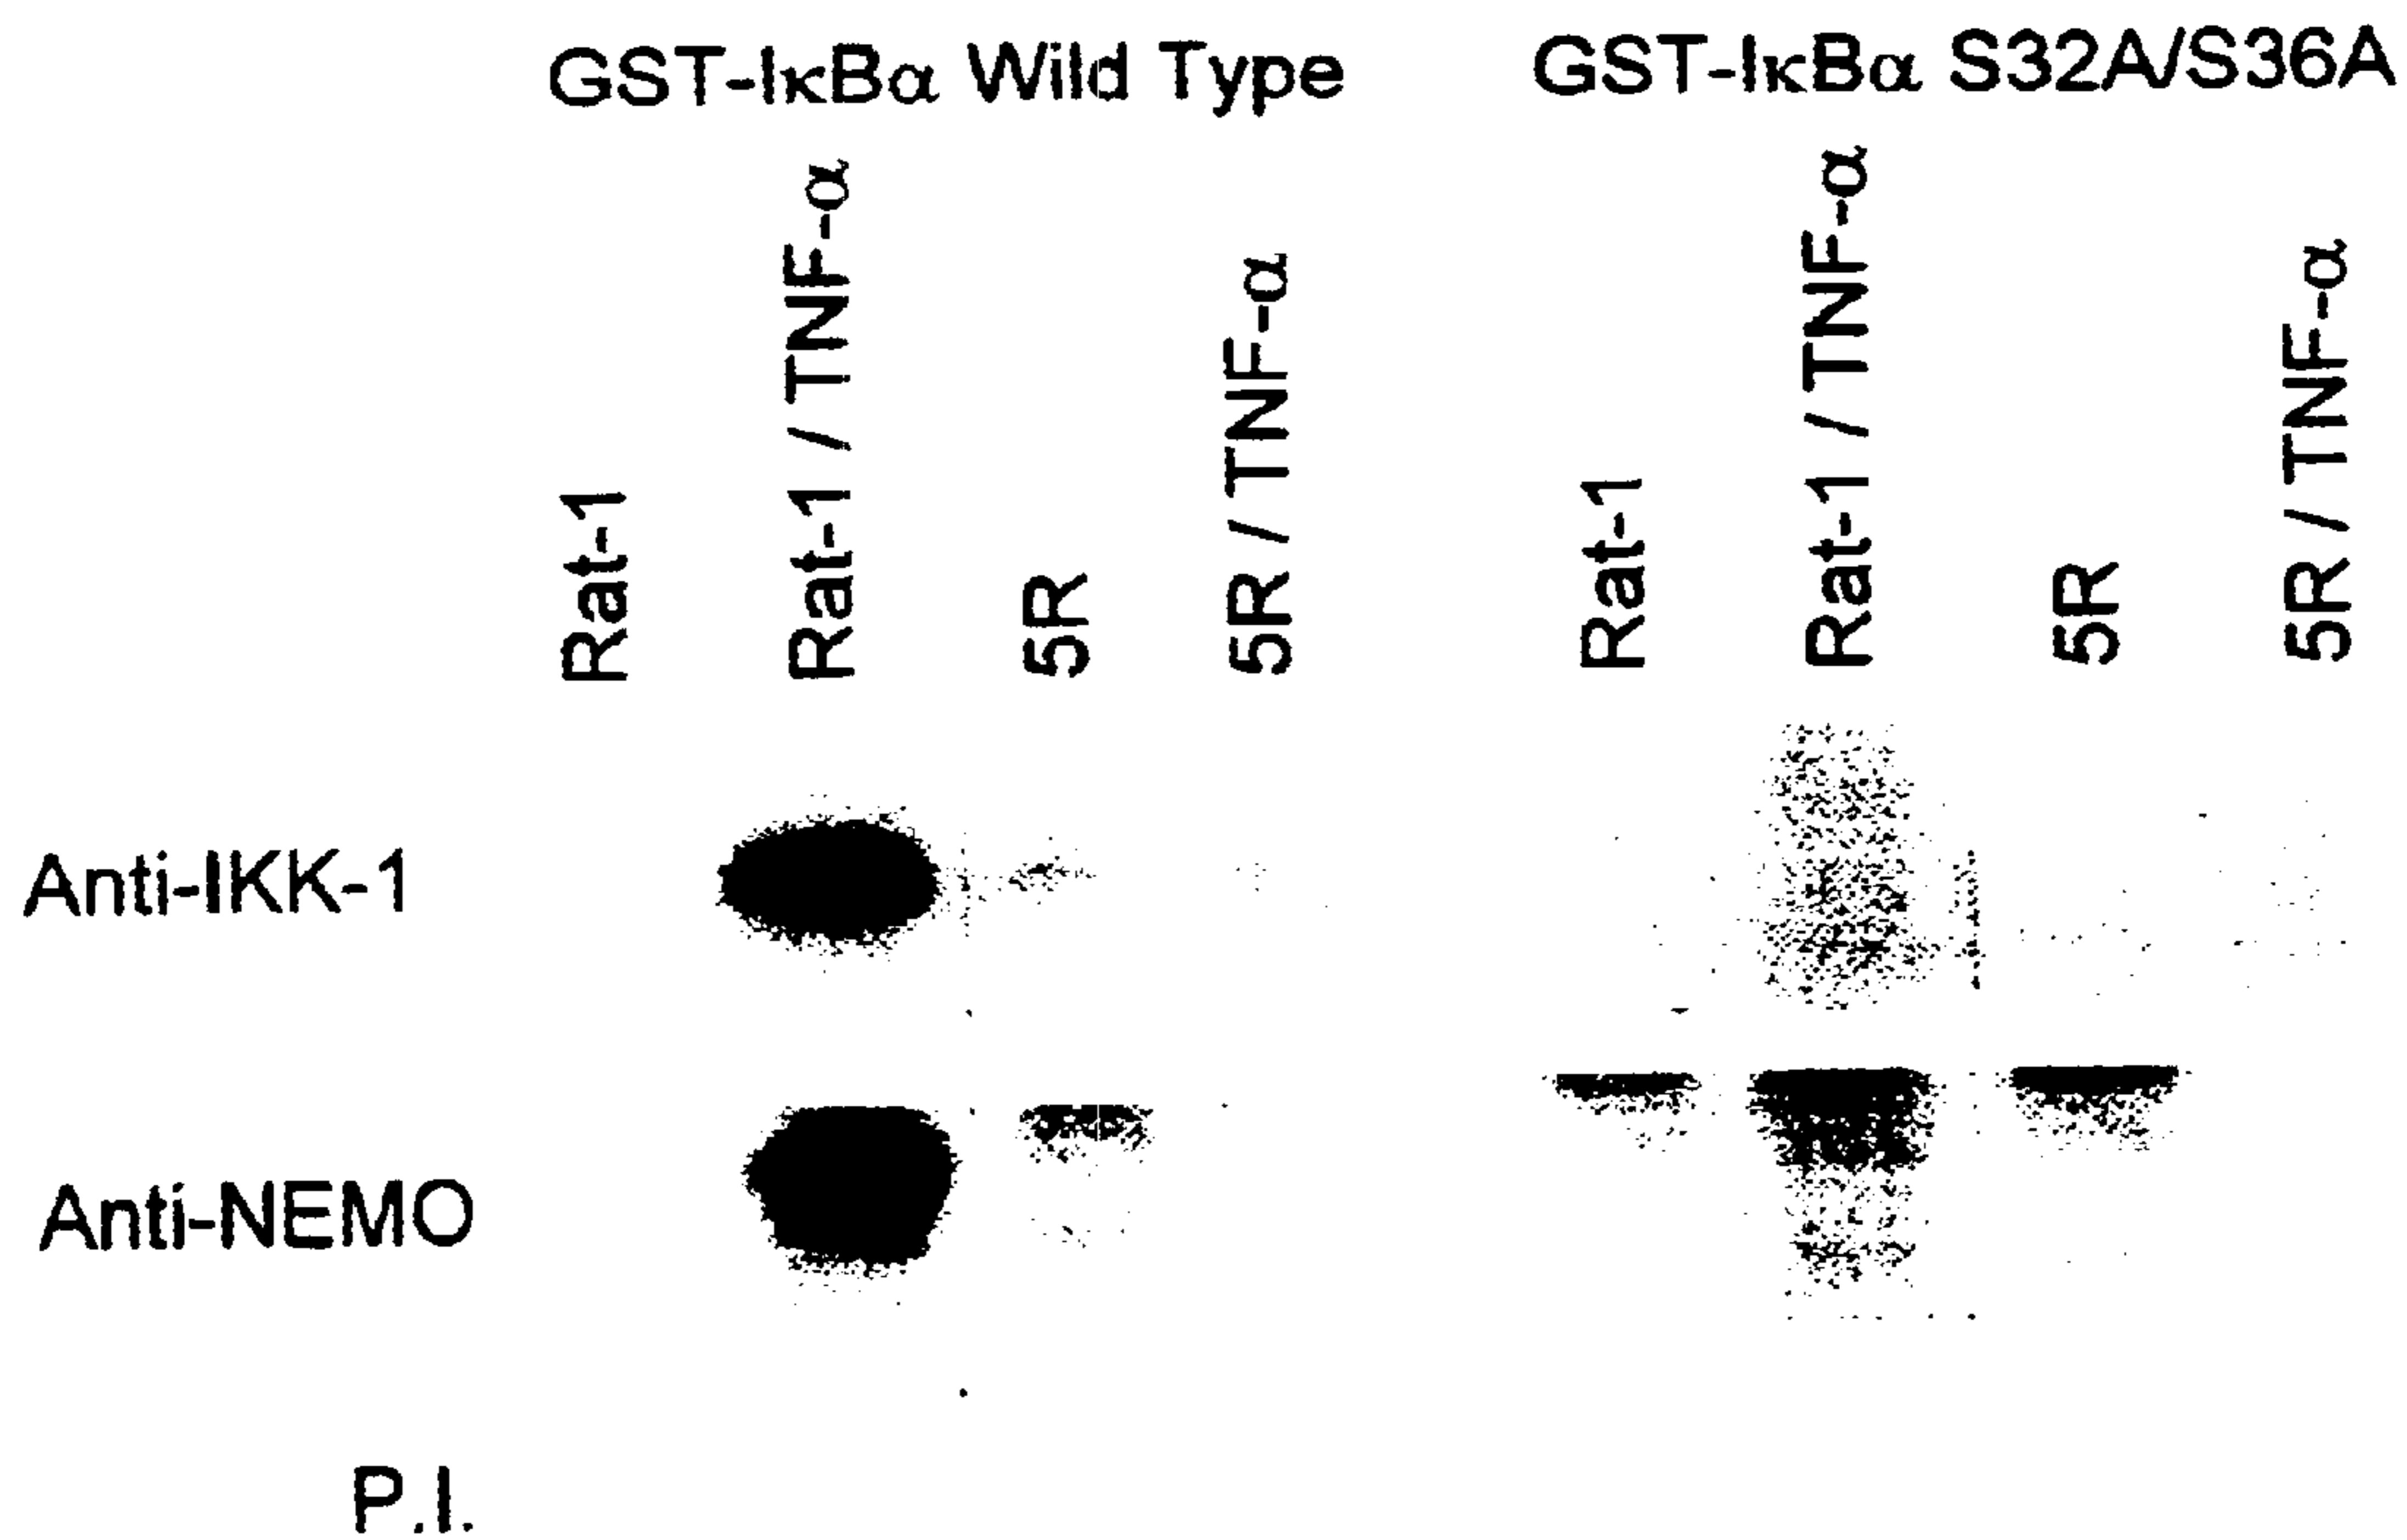 GST-IκBα Wild Type
GST-IκBα S32A/S36A
Rat-1
Rat-1 / TNF-α
5R
5R / TNF-α
Rat-1
Rat-1 / TNF-α
5R
5R / TNF-α
Anti-IKK-1
Anti-NEMO
P.I.